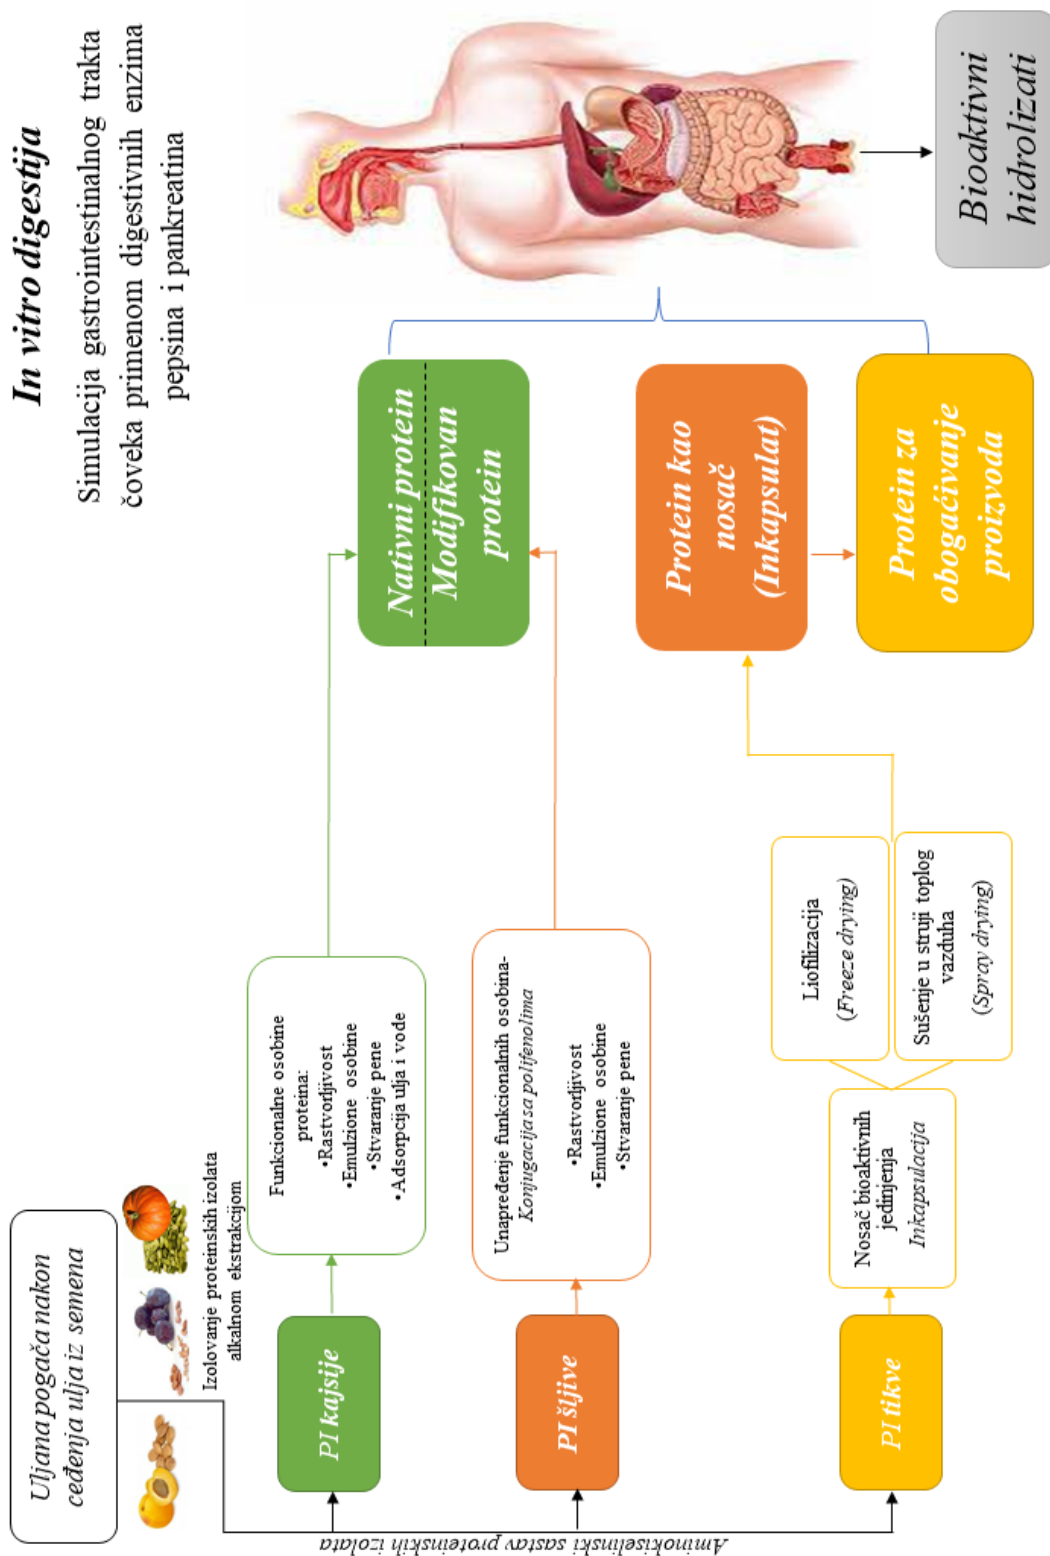 Uljana pogača nakon
ceđenja ulja iz semena
Izolovanje proteinskih izolata
alkalnom ekstrakcijom
Aminokiselinski sastav proteinskih izolata
PI kajsije
Funkcionalne osobine
proteina:
•Rastvorljivost
•Emulzione osobine
•Stvaranje pene
•Adsorpcija ulja i vode
PI šljive
Unapređenje funkcionalnih osobina-
Konjugacija sa polifenolima
•Rastvorljivost
•Emulzione osobine
•Stvaranje pene
PI tikve
Nosač bioaktivnih
jedinjenja
Inkapsulacija
Liofilizacija
(Freeze drying)
Sušenje u struji toplog
vazduha
(Spray drying)
Nativni protein
Modifikovan
protein
Protein kao
nosač
(Inkapsulat)
Protein za
obogaćivanje
proizvoda
In vitro digestija
Simulacija gastrointestinalnog trakta
čoveka primenom digestivnih enzima
pepsina i pankreatina
Bioaktivni
hidrolizati